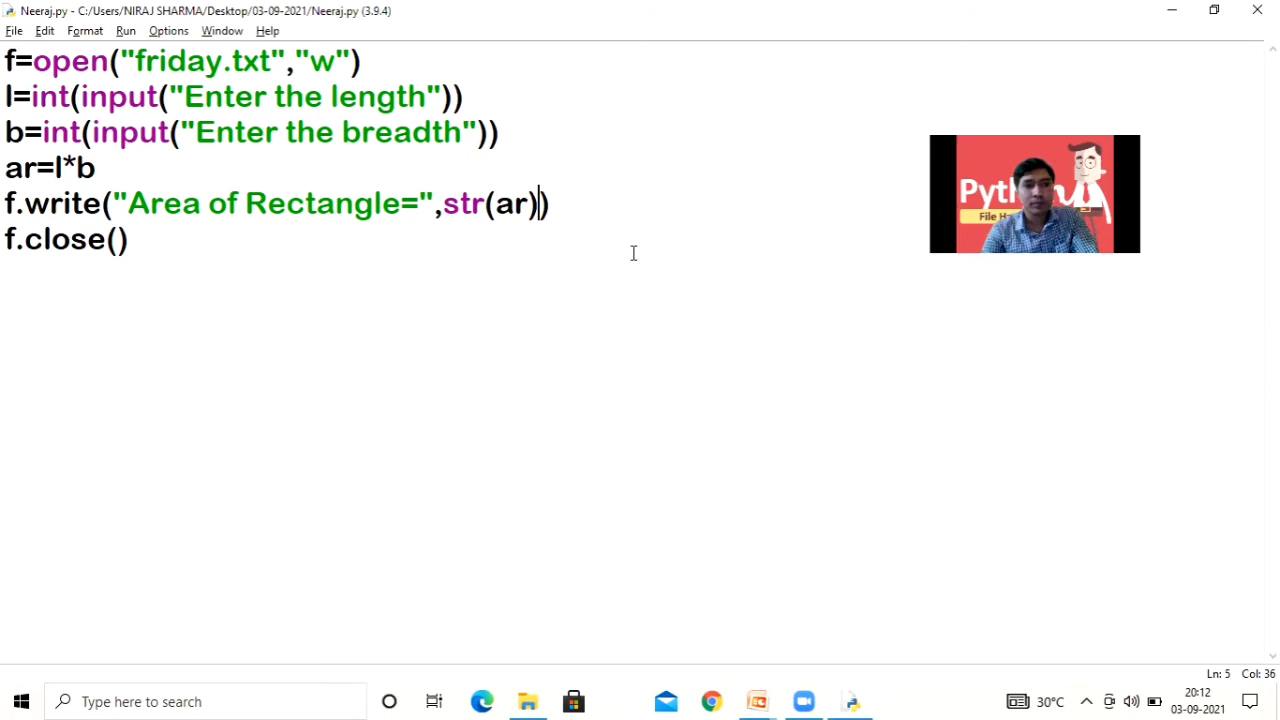 Neeraj.py - C:/Users/NIRAJ SHARMA/Desktop/03-09-2021/Neeraj.py (3.9.4)
File Edit Format Run Options Window Help
f=open("friday.txt","w")
l=int(input("Enter the length"))
b=int(input("Enter the breadth"))
ar=l*b
f.write("Area of Rectangle=",str(ar))
f.close()
Python
File H
Ln: 5 Col: 36
Type here to search
30°C
20:12
03-09-2021